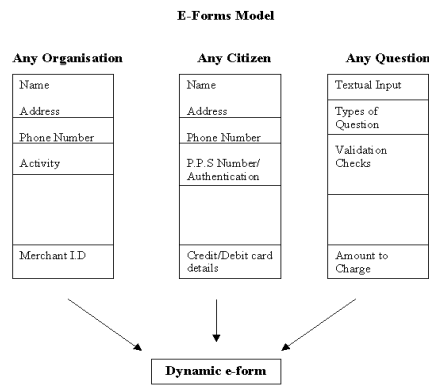 E-Forms Model
Any Organisation
Name
Address
Phone Number
Activity
Merchant I.D
Any Citizen
Name
Address
Phone Number
P.P.S Number/
Authentication
Credit/Debit card
details
Any Question
Textual Input
Types of
Question
Validation
Checks
Amount to
Charge
Dynamic e-form